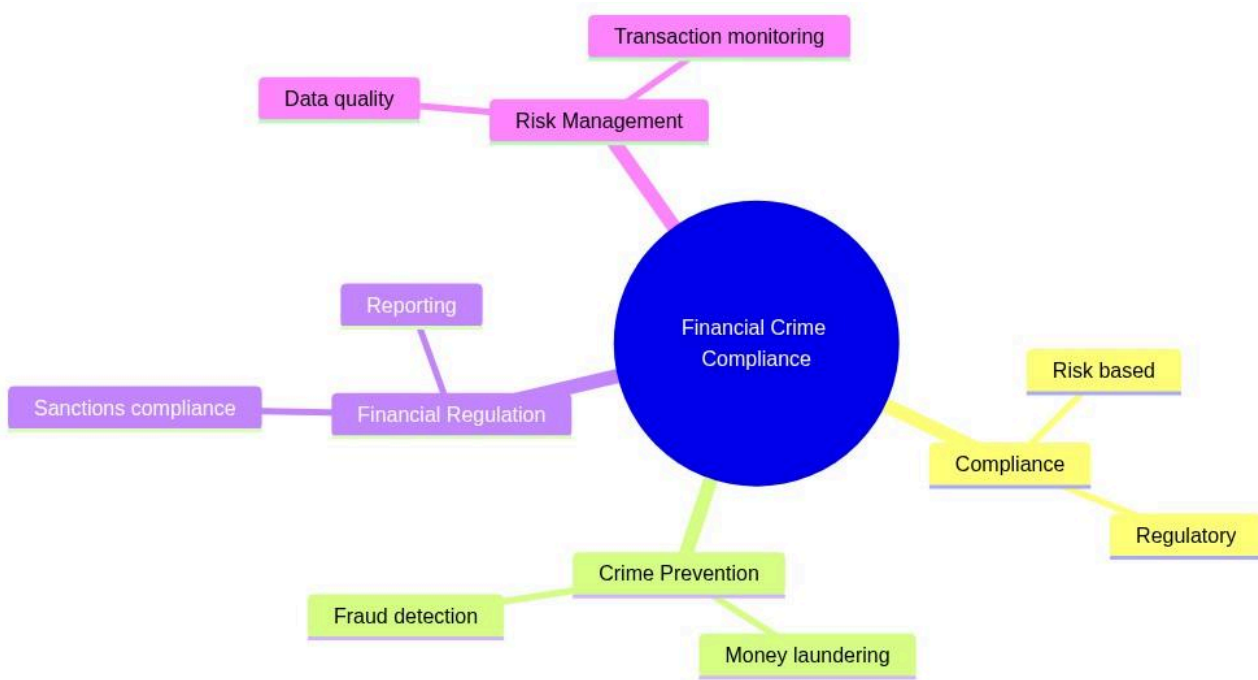 Transaction monitoring
Data quality
Risk Management
Reporting
Financial Crime
Compliance
Risk based
Sanctions compliance
Financial Regulation
Compliance
Regulatory
Crime Prevention
Fraud detection
Money laundering